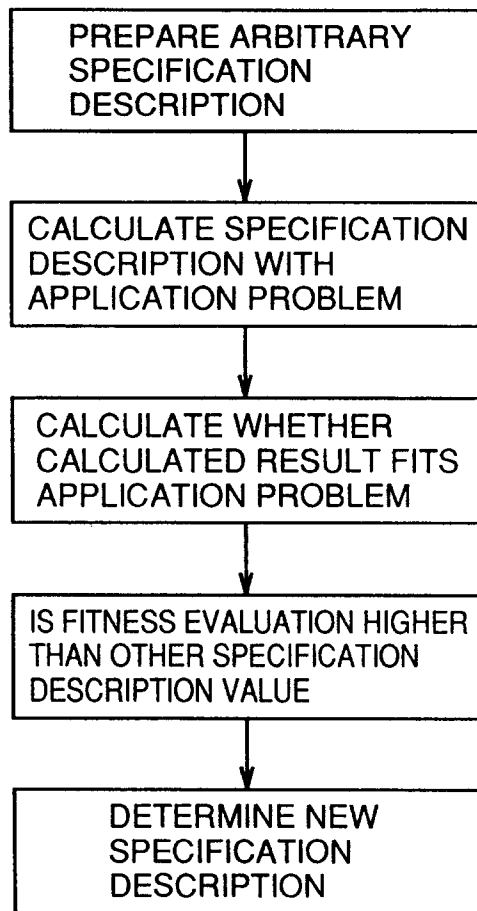 PREPARE ARBITRARY
SPECIFICATION
DESCRIPTION
CALCULATE SPECIFICATION
DESCRIPTION WITH
APPLICATION PROBLEM
CALCULATE WHETHER
CALCULATED RESULT FITS
APPLICATION PROBLEM
IS FITNESS EVALUATION HIGHER
THAN OTHER SPECIFICATION
DESCRIPTION VALUE
DETERMINE NEW
SPECIFICATION
DESCRIPTION